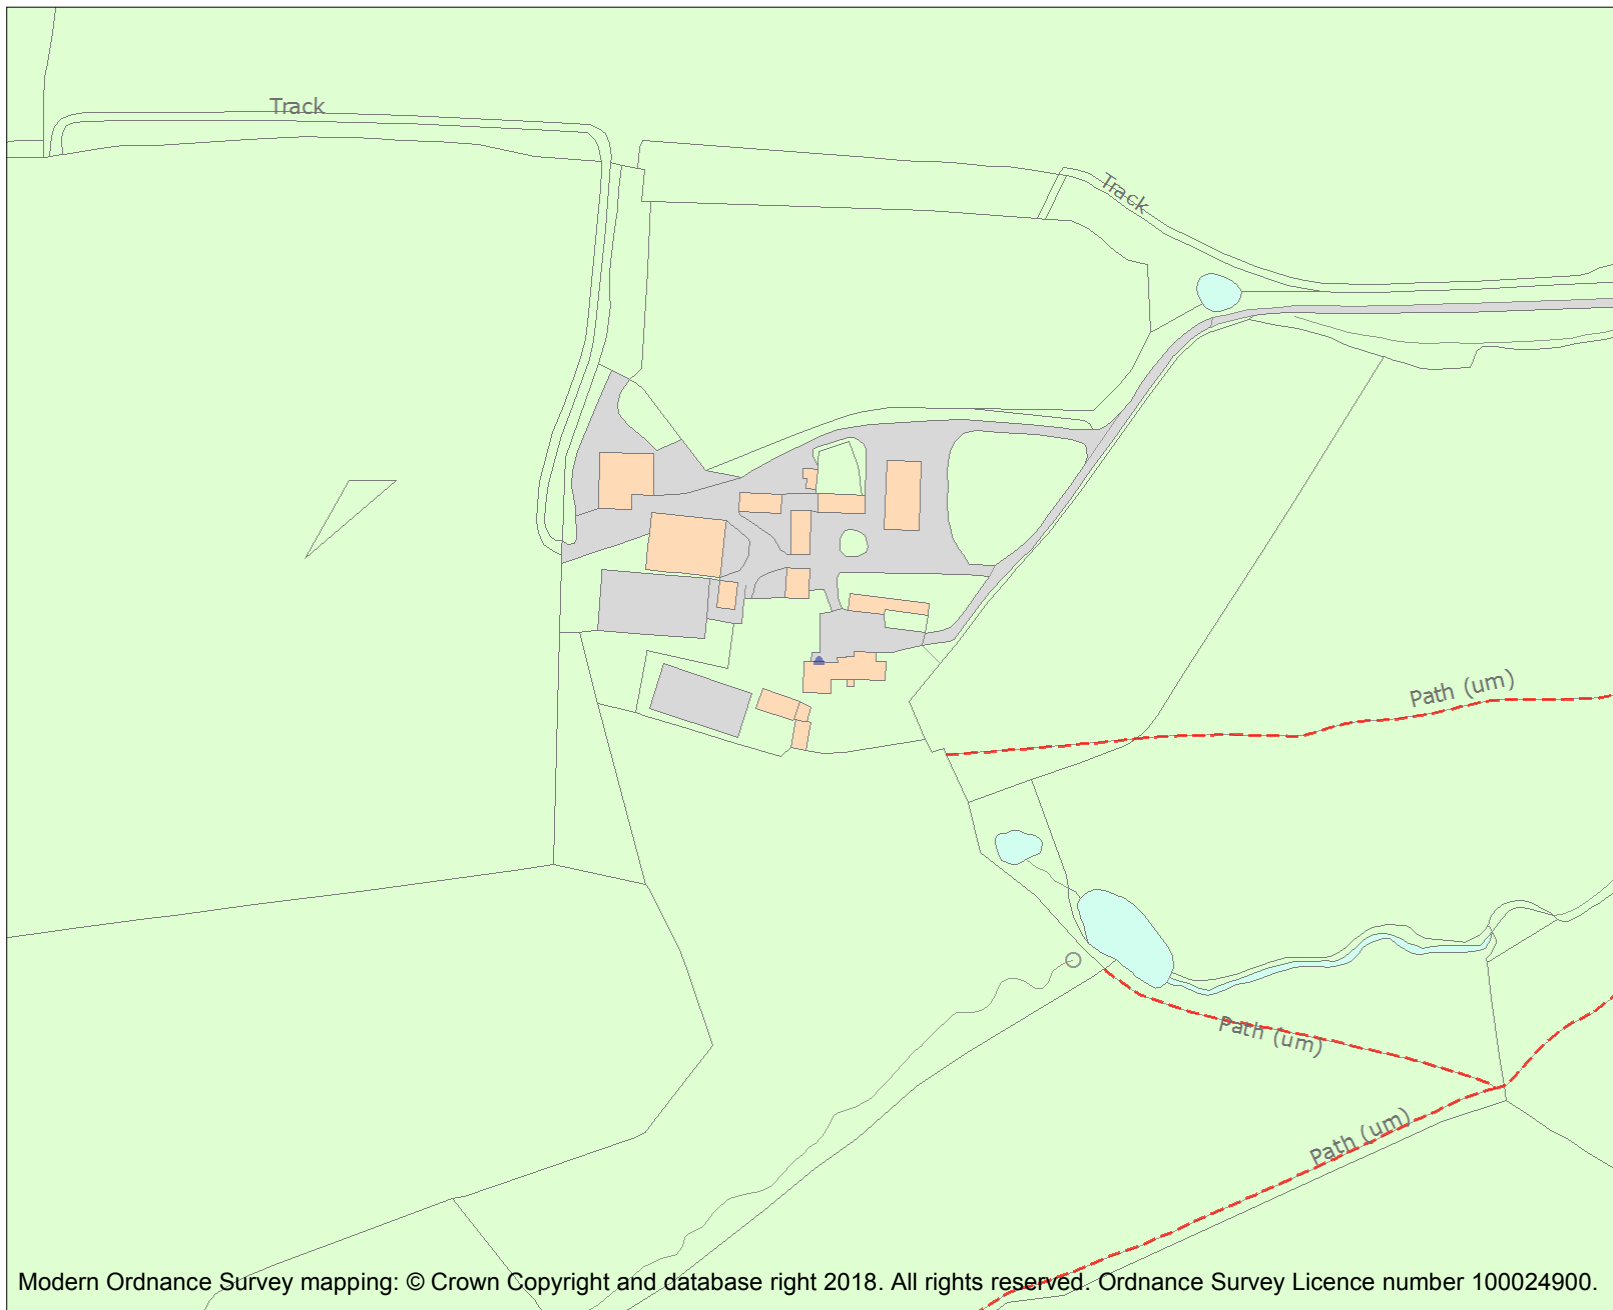 Track
Track
Path (um)
Path (um)
Path (um)
Modern Ordnance Survey mapping: © Crown Copyright and database right 2018. All rights reserved. Ordnance Survey Licence number 100024900.